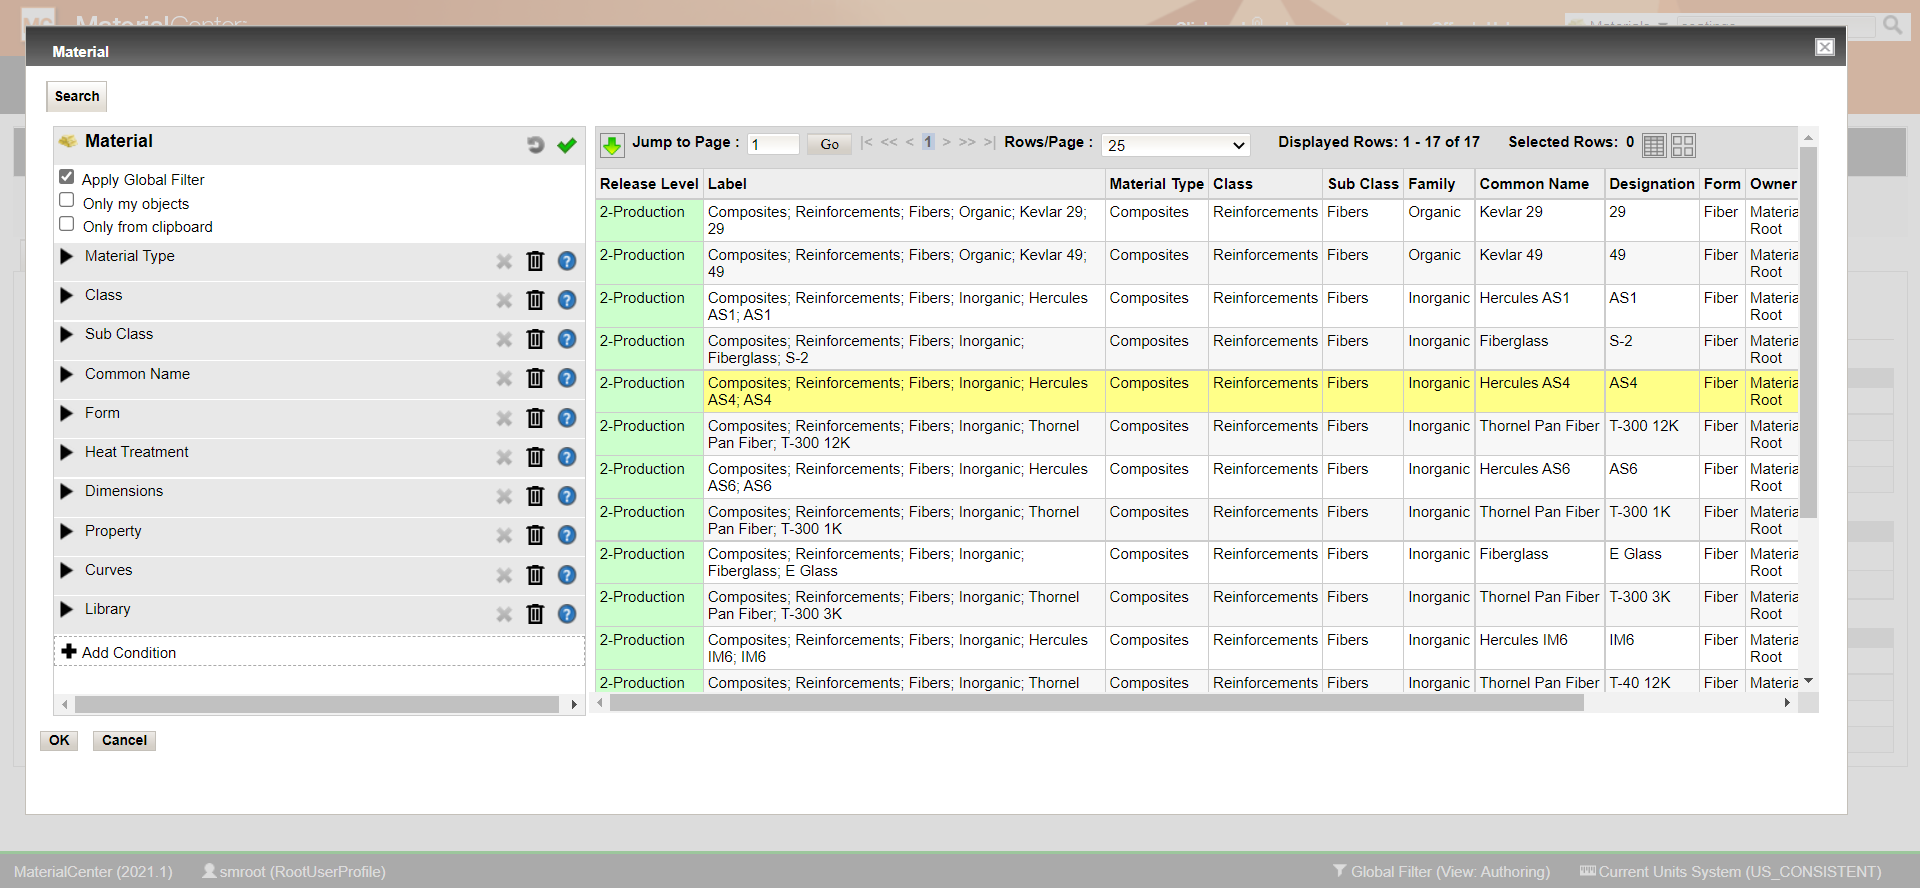 MaterialCenter
Materials
Material
Search
Material
Apply Global Filter
Only my objects
Only from clipboard
Material Type
Class
Sub Class
Common Name
Form
Heat Treatment
Dimensions
Property
Curves
Library
Add Condition
OK Cancel
Jump to Page : 1 Go |< << < 1 > >> >| Rows/Page : 25 Displayed Rows: 1 - 17 of 17 Selected Rows: 0
Release Level Label Material Type Class Sub Class Family Common Name Designation Form Owner
2-Production Composites; Reinforcements; Fibers; Organic; Kevlar 29; Composites Reinforcements Fibers Organic Kevlar 29 29 Fiber Materia
29 Root
2-Production Composites; Reinforcements; Fibers; Organic; Kevlar 49; Composites Reinforcements Fibers Organic Kevlar 49 49 Fiber Materia
49 Root
2-Production Composites; Reinforcements; Fibers; Inorganic; Hercules Composites Reinforcements Fibers Inorganic Hercules AS1 AS1 Fiber Materia
AS1; AS1 Root
2-Production Composites; Reinforcements; Fibers; Inorganic; Composites Reinforcements Fibers Inorganic Fiberglass S-2 Fiber Materia
Fiberglass; S-2 Root
2-Production Composites; Reinforcements; Fibers; Inorganic; Hercules Composites Reinforcements Fibers Inorganic Hercules AS4 AS4 Fiber Materia
AS4; AS4 Root
2-Production Composites; Reinforcements; Fibers; Inorganic; Thornel Composites Reinforcements Fibers Inorganic Thornel Pan Fiber T-300 12K Fiber Materia
Pan Fiber; T-300 12K Root
2-Production Composites; Reinforcements; Fibers; Inorganic; Hercules Composites Reinforcements Fibers Inorganic Hercules AS6 AS6 Fiber Materia
AS6; AS6 Root
2-Production Composites; Reinforcements; Fibers; Inorganic; Thornel Composites Reinforcements Fibers Inorganic Thornel Pan Fiber T-300 1K Fiber Materia
Pan Fiber; T-300 1K Root
2-Production Composites; Reinforcements; Fibers; Inorganic; Composites Reinforcements Fibers Inorganic Fiberglass E Glass Fiber Materia
Fiberglass; E Glass Root
2-Production Composites; Reinforcements; Fibers; Inorganic; Thornel Composites Reinforcements Fibers Inorganic Thornel Pan Fiber T-300 3K Fiber Materia
Pan Fiber; T-300 3K Root
2-Production Composites; Reinforcements; Fibers; Inorganic; Hercules Composites Reinforcements Fibers Inorganic Hercules IM6 IM6 Fiber Materia
IM6; IM6 Root
2-Production Composites; Reinforcements; Fibers; Inorganic; Thornel Composites Reinforcements Fibers Inorganic Thornel Pan Fiber T-40 12K Fiber Materia
MaterialCenter (2021.1) smroot (RootUserProfile) Global Filter (View: Authoring) Current Units System (US_CONSISTENT)